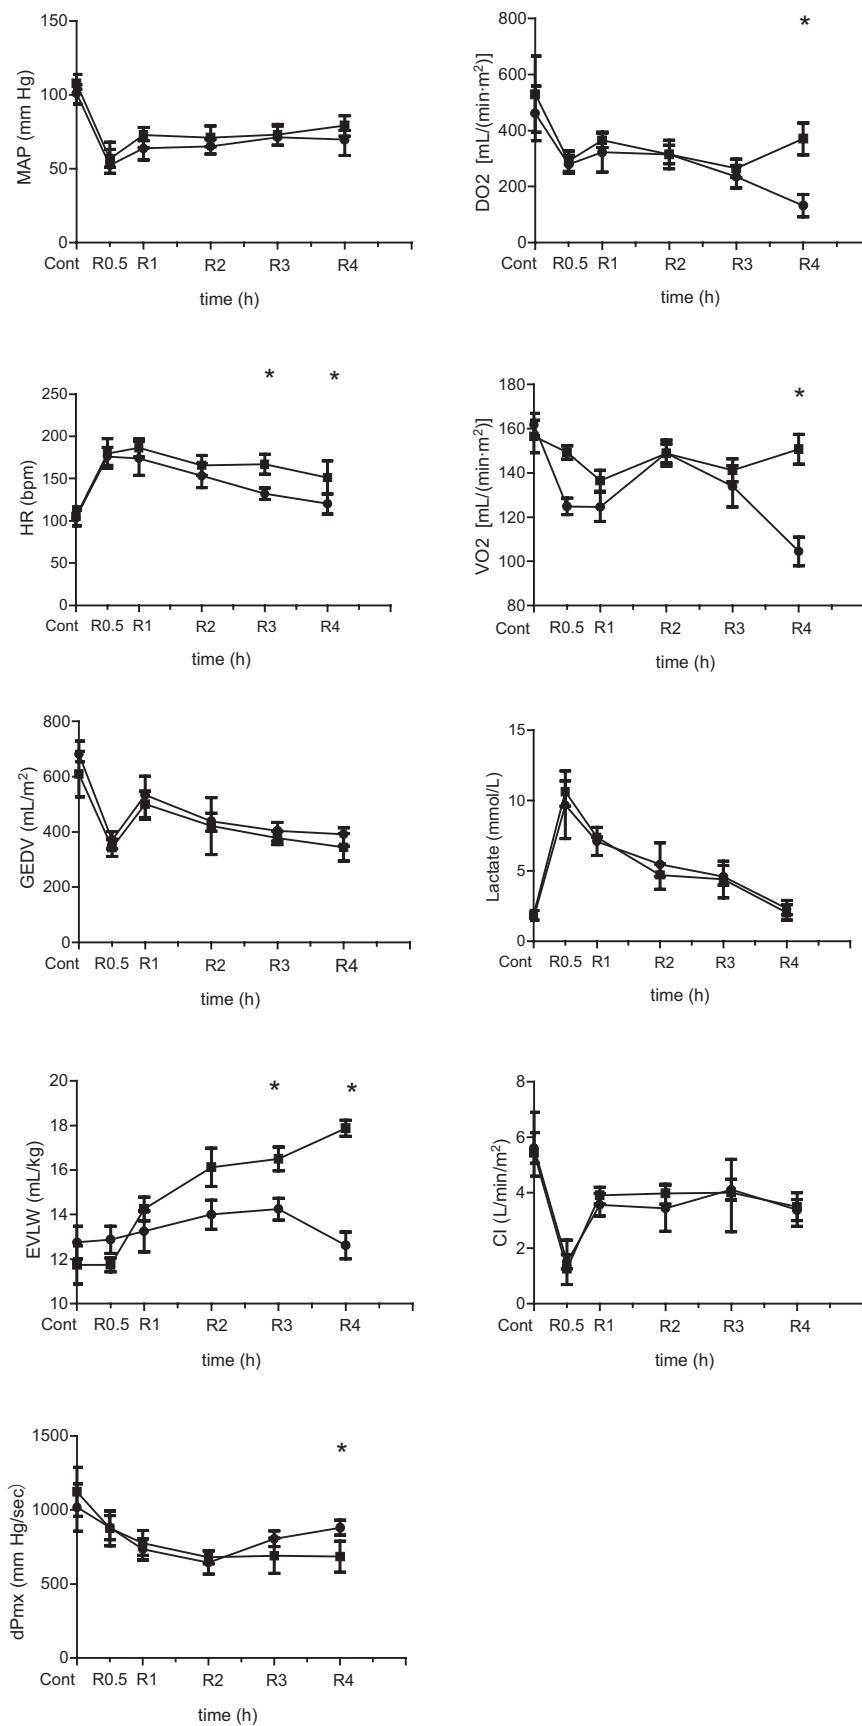 150
100
50
0
MAP (mm Hg)
Cont R0.5 R1 R2 R3 R4
time (h)
800
600
400
200
0
DO2 [mL/(min·m²)]
*
Cont R0.5 R1 R2 R3 R4
time (h)
250
200
150
100
50
0
HR (bpm)
* *
Cont R0.5 R1 R2 R3 R4
time (h)
180
160
140
120
100
80
VO2 [mL/(min·m²)]
*
Cont R0.5 R1 R2 R3 R4
time (h)
800
600
400
200
0
GEDV (mL/m²)
Cont R0.5 R1 R2 R3 R4
time (h)
15
10
5
0
Lactate (mmol/L)
Cont R0.5 R1 R2 R3 R4
time (h)
20
18
16
14
12
10
EVLW (mL/kg)
* *
Cont R0.5 R1 R2 R3 R4
time (h)
8
6
4
2
0
CI (L/min/m²)
Cont R0.5 R1 R2 R3 R4
time (h)
1500
1000
500
0
dPmx (mm Hg/sec)
*
Cont R0.5 R1 R2 R3 R4
time (h)